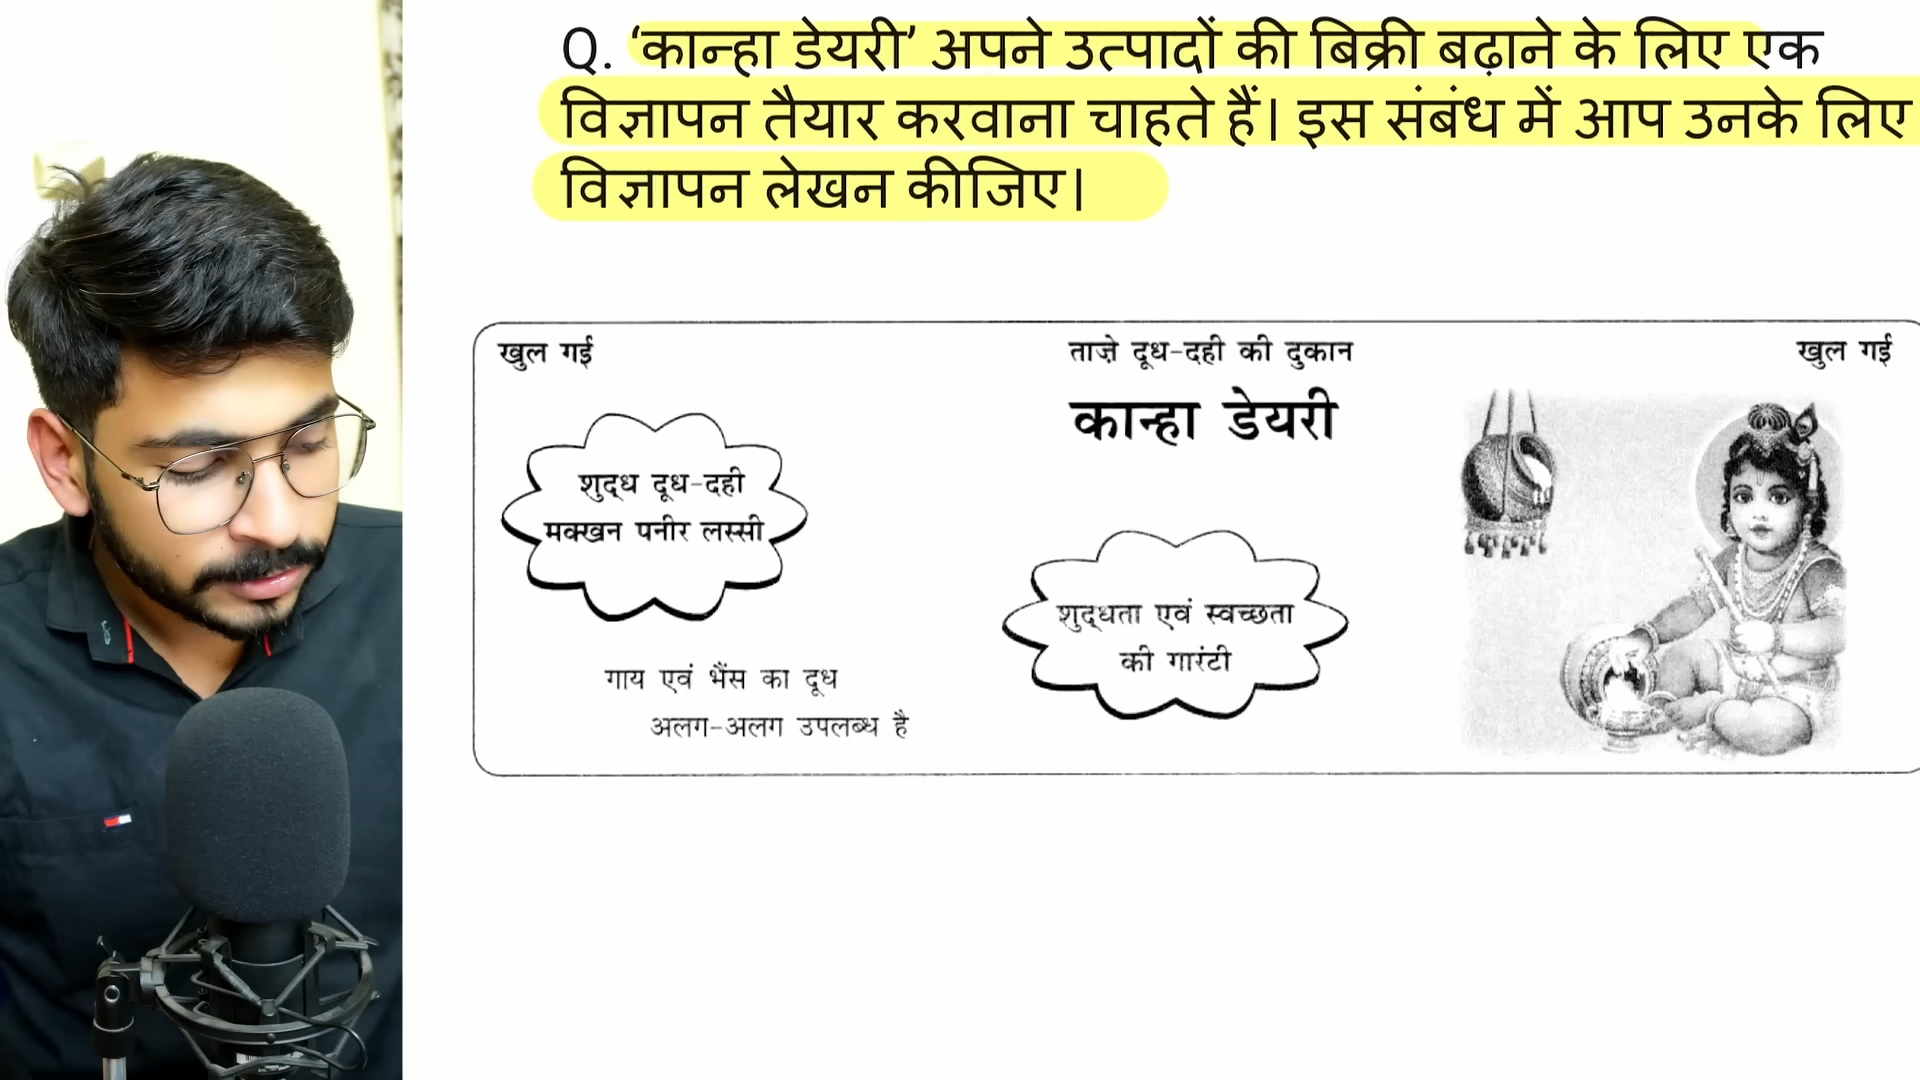 Q. ‘कान्हा डेयरी’ अपने उत्पादों की बिक्री बढ़ाने के लिए एक
विज्ञापन तैयार करवाना चाहते हैं। इस संबंध में आप उनके लिए
विज्ञापन लेखन कीजिए।
खुल गई
ताज़े दूध-दही की दुकान
खुल गई
कान्हा डेयरी
शुद्ध दूध-दही
मक्खन पनीर लस्सी
शुद्धता एवं स्वच्छता
की गारंटी
गाय एवं भैंस का दूध
अलग-अलग उपलब्ध है